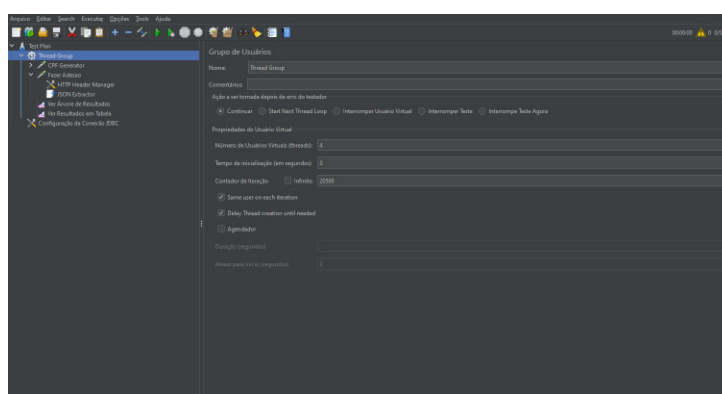 Arquivo Editar Search Executar Opções Tools Ajuda
00:00:00 0 0/0
Test Plan
Thread Group
CPF Generator
Fazer Adesao
HTTP Header Manager
JSON Extractor
Ver Árvore de Resultados
Ver Resultados em Tabela
Configuração da Conexão JDBC
Grupo de Usuários
Nome: Thread Group
Comentários:
Ação a ser tomada depois de erro do testador
Continuar Start Next Thread Loop Interromper Usuário Virtual Interromper Teste Interrompe Teste Agora
Propriedades do Usuário Virtual
Número de Usuários Virtuais (threads): 4
Tempo de inicialização (em segundos) 0
Contador de Iteração Infinito 20500
Same user on each iteration
Delay Thread creation until needed
Agendador
Duração (segundos)
Atraso para início (segundos) 2